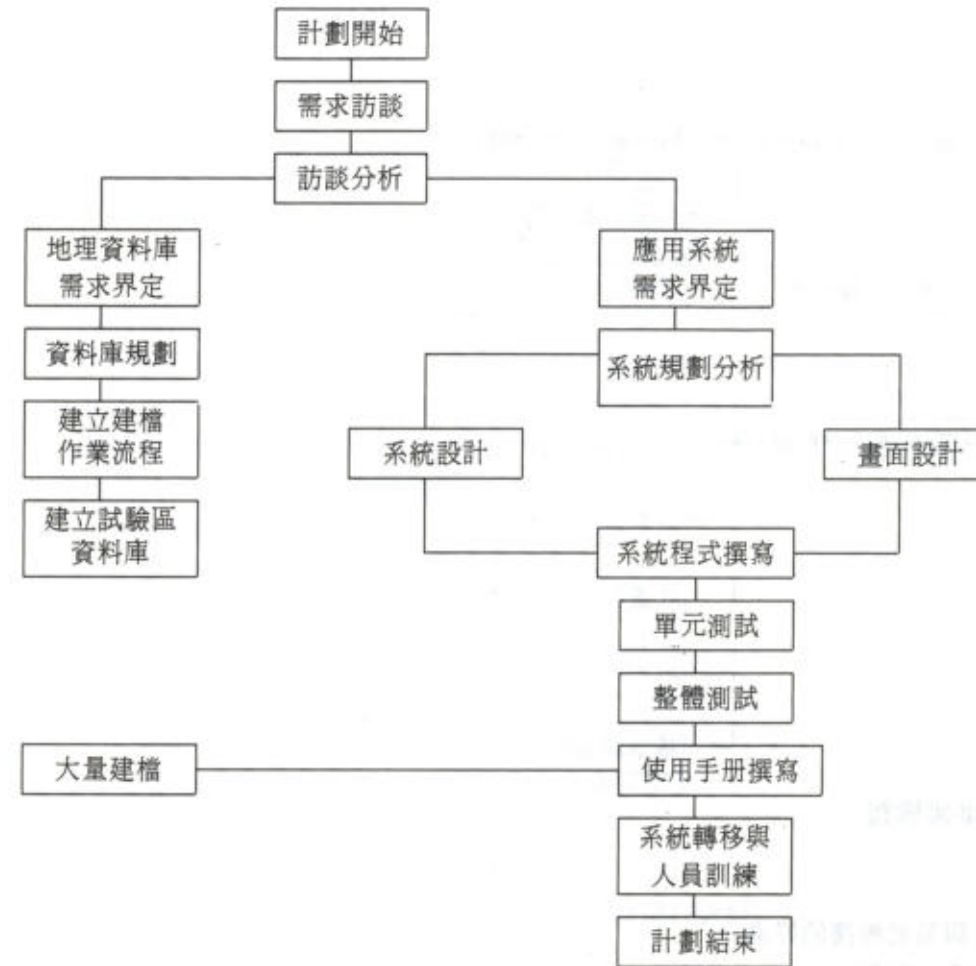 計劃開始
需求訪談
訪談分析
地理資料庫
需求界定
資料庫規劃
建立建檔
作業流程
建立試驗區
資料庫
應用系統
需求界定
系統規劃分析
系統設計
畫面設計
系統程式撰寫
單元測試
整體測試
大量建檔
使用手册撰寫
系統轉移與
人員訓練
計劃結束